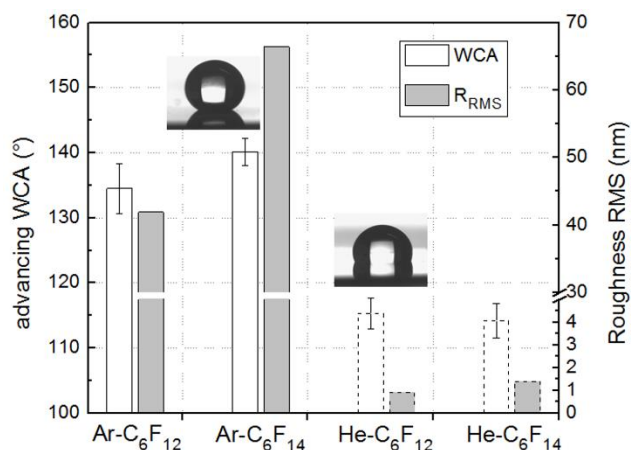 160
150
140
130
120
110
100
advancing WCA (°)
WCA
R_RMS
70
60
50
40
30
4
3
2
1
0
Roughness RMS (nm)
Ar-C₆F₁₂
Ar-C₆F₁₄
He-C₆F₁₂
He-C₆F₁₄